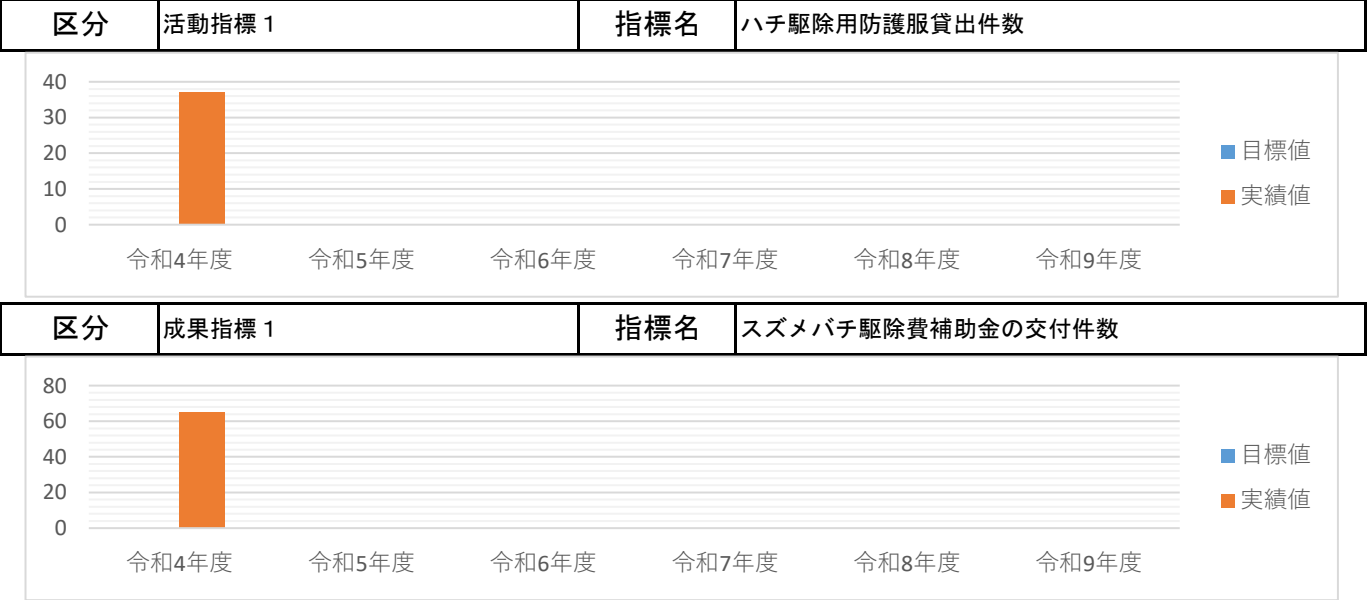 区分 活動指標１ 指標名 ハチ駆除用防護服貸出件数
40
30
20
10
0
目標値
実績値
令和4年度 令和5年度 令和6年度 令和7年度 令和8年度 令和9年度
区分 成果指標１ 指標名 スズメバチ駆除費補助金の交付件数
80
60
40
20
0
目標値
実績値
令和4年度 令和5年度 令和6年度 令和7年度 令和8年度 令和9年度